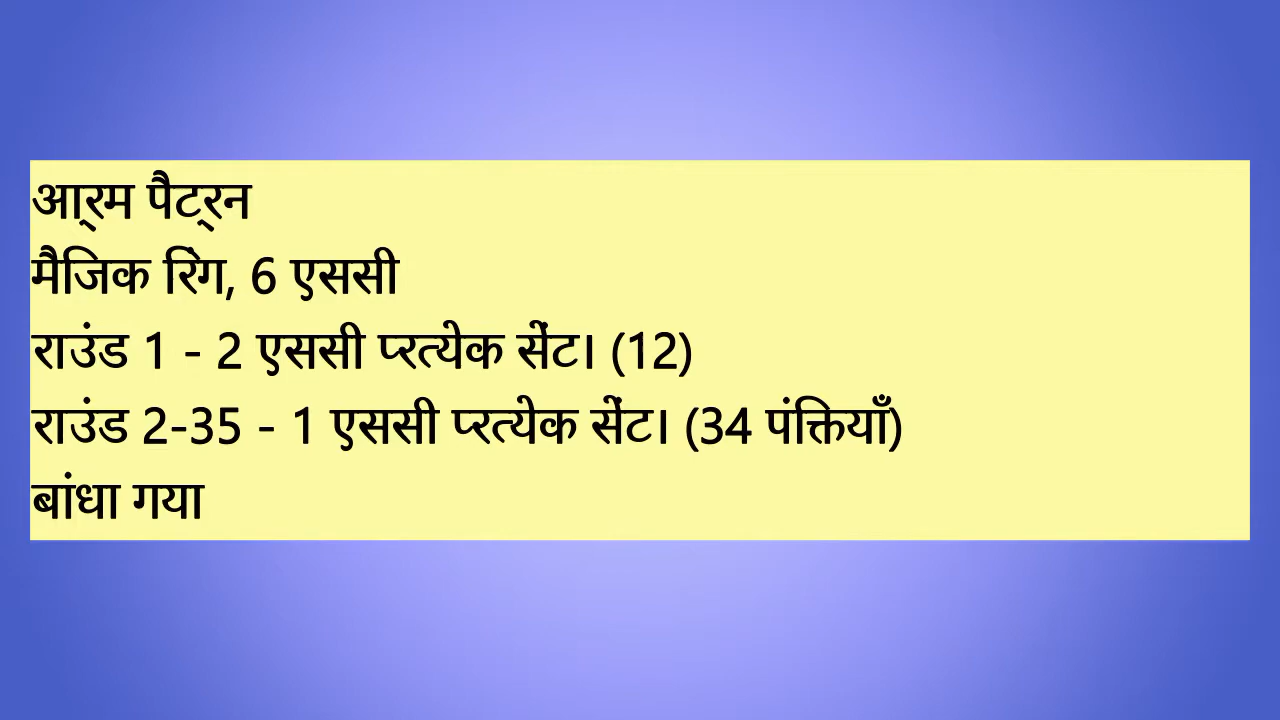 आर्म पैटर्न
मैजिक रिंग, 6 एससी
राउंड 1 - 2 एससी प्रत्येक सेंट। (12)
राउंड 2-35 - 1 एससी प्रत्येक सेंट। (34 पंक्तियाँ)
बांधा गया